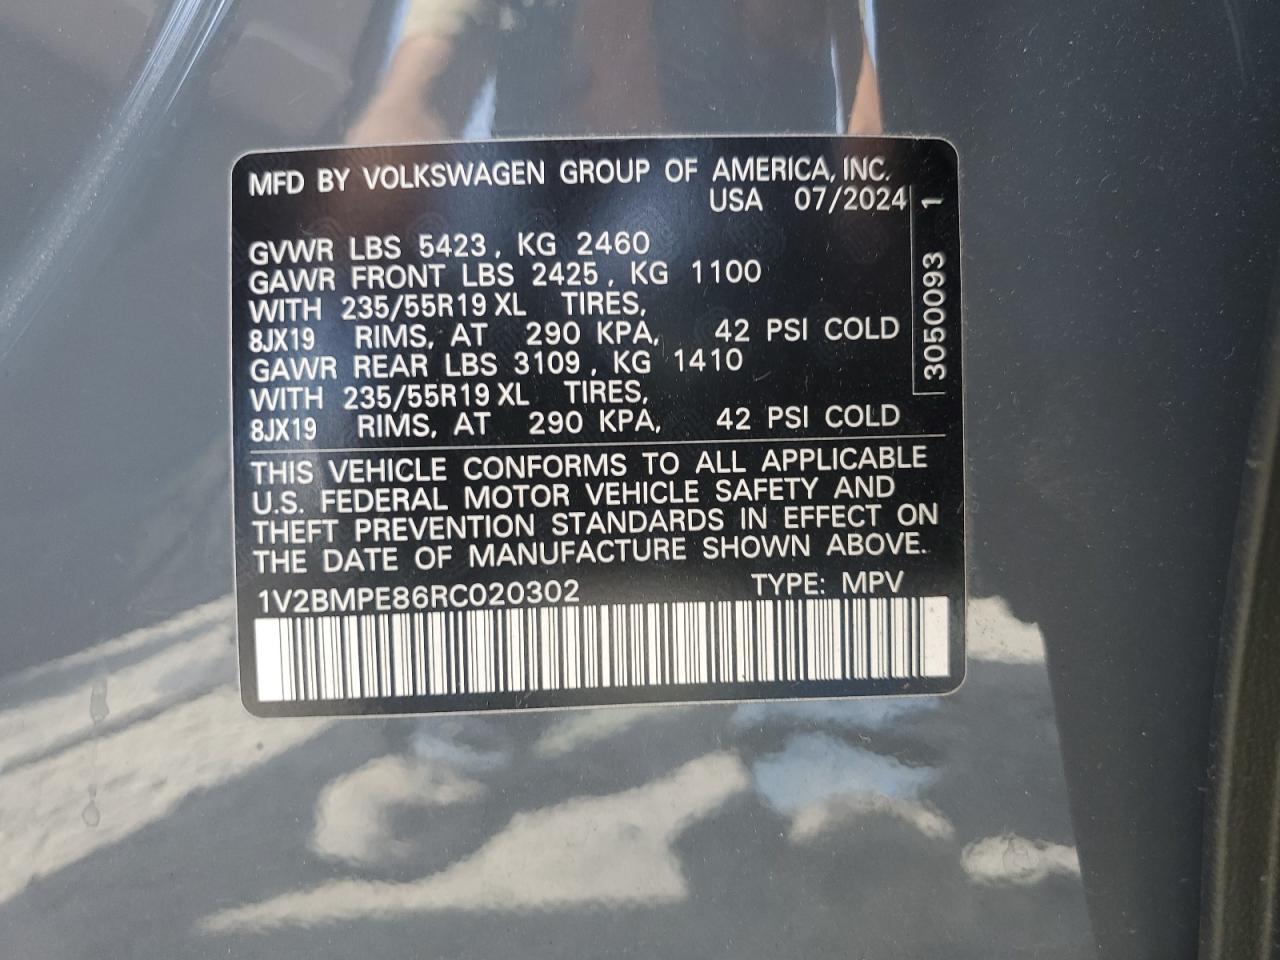 MFD BY VOLKSWAGEN GROUP OF AMERICA, INC.
USA 07/2024
GVWR LBS 5423, KG 2460
GAWR FRONT LBS 2425, KG 1100
WITH 235/55R19 XL TIRES,
8JX19 RIMS, AT 290 KPA, 42 PSI COLD
GAWR REAR LBS 3109, KG 1410
WITH 235/55R19 XL TIRES,
8JX19 RIMS, AT 290 KPA, 42 PSI COLD
3050093 1
THIS VEHICLE CONFORMS TO ALL APPLICABLE
U.S. FEDERAL MOTOR VEHICLE SAFETY AND
THEFT PREVENTION STANDARDS IN EFFECT ON
THE DATE OF MANUFACTURE SHOWN ABOVE.
1V2BMPE86RC020302 TYPE: MPV